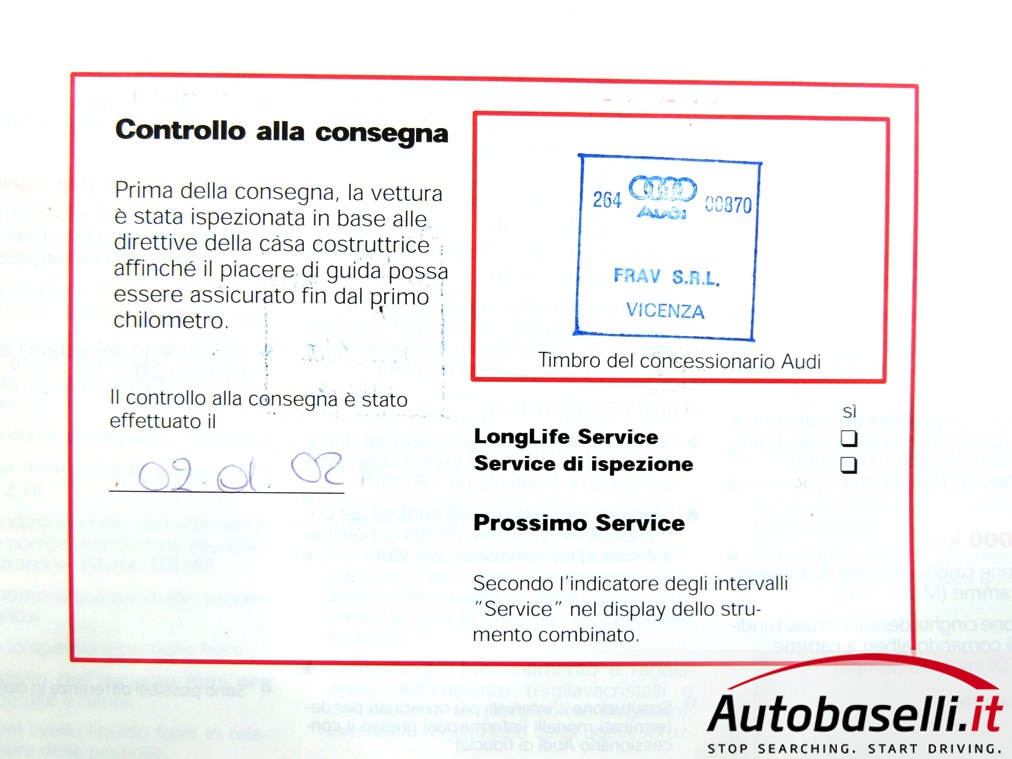 Controllo alla consegna
Prima della consegna, la vettura
è stata ispezionata in base alle
direttive della casa costruttrice
affinché il piacere di guida possa
essere assicurato fin dal primo
chilometro.
Il controllo alla consegna è stato
effettuato il
02.01.02
264 Audi 00870
FRAV S.R.L.
VICENZA
Timbro del concessionario Audi
sì
LongLife Service
Service di ispezione
Prossimo Service
Secondo l'indicatore degli intervalli
"Service" nel display dello stru-
mento combinato.
Autobaselli.it
STOP SEARCHING. START DRIVING.